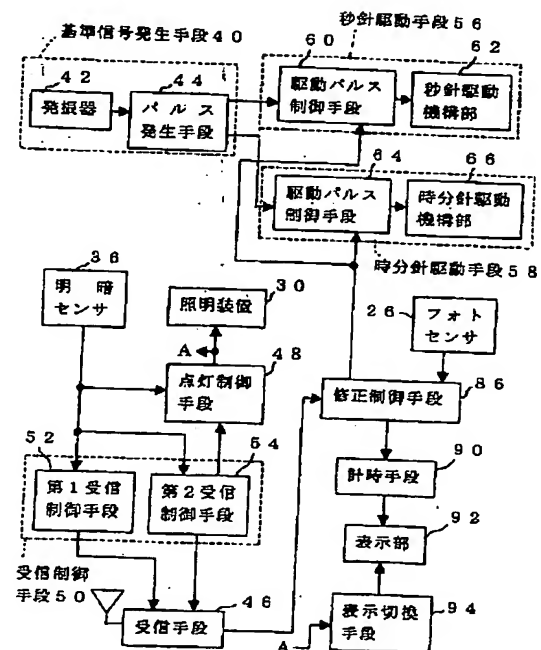 基準信号発生手段40
42
発振器
44
パルス
発生手段
秒針駆動手段56
60
駆動パルス
制御手段
62
秒針駆動
機構部
64
駆動パルス
制御手段
66
時分針駆動
機構部
時分針駆動手段58
36
明暗
センサ
30
照明装置
A
48
点灯制御
手段
26
フォト
センサ
86
修正制御手段
52
第1受信
制御手段
54
第2受信
制御手段
90
計時手段
92
表示部
受信制御
手段50
46
受信手段
94
表示切換
手段
A